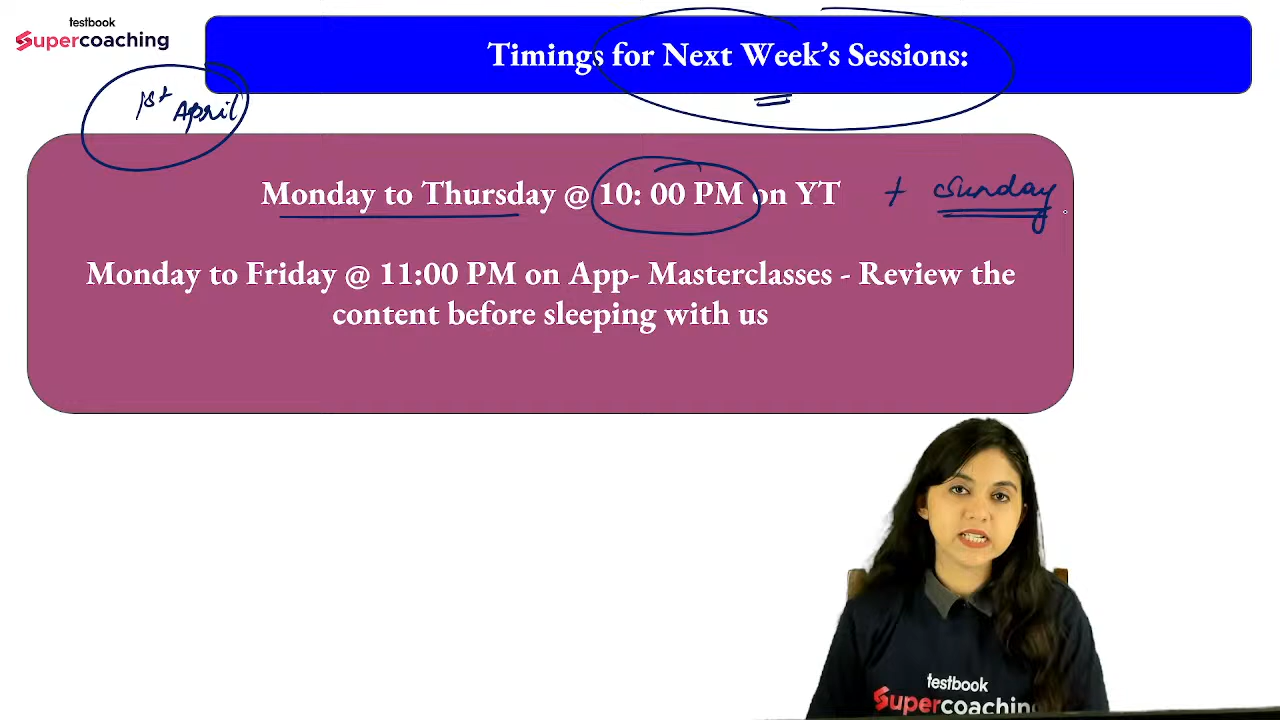 testbook
Supercoaching
Timings for Next Week's Sessions:
1st April
Monday to Thursday @ 10: 00 PM on YT + Sunday
Monday to Friday @ 11:00 PM on App- Masterclasses - Review the
content before sleeping with us
testbook
Supercoaching